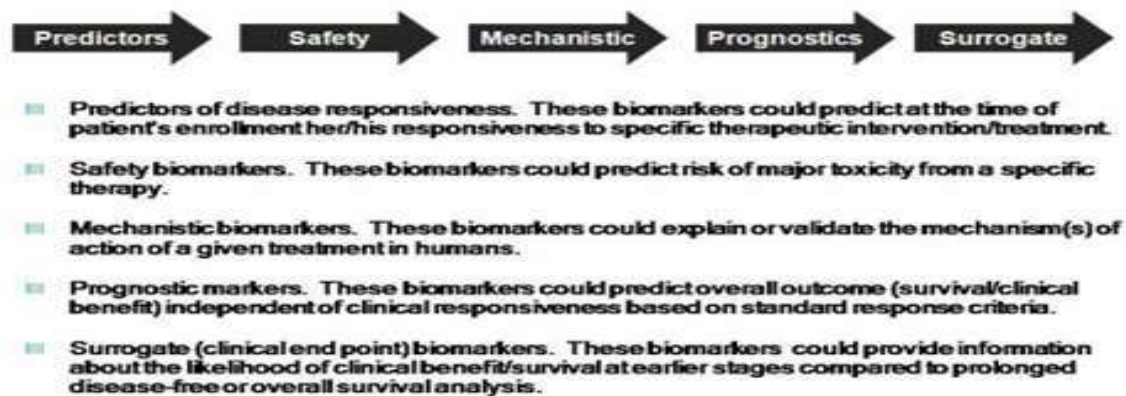 Predictors Safety Mechanistic Prognostics Surrogate
Predictors of disease responsiveness. These biomarkers could predict at the time of
patient's enrollment her/his responsiveness to specific therapeutic intervention/treatment.
Safety biomarkers. These biomarkers could predict risk of major toxicity from a specific
therapy.
Mechanistic biomarkers. These biomarkers could explain or validate the mechanism(s) of
action of a given treatment in humans.
Prognostic markers. These biomarkers could predict overall outcome (survival/clinical
benefit) independent of clinical responsiveness based on standard response criteria.
Surrogate (clinical end point) biomarkers. These biomarkers could provide information
about the likelihood of clinical benefit/survival at earlier stages compared to prolonged
disease-free or overall survival analysis.